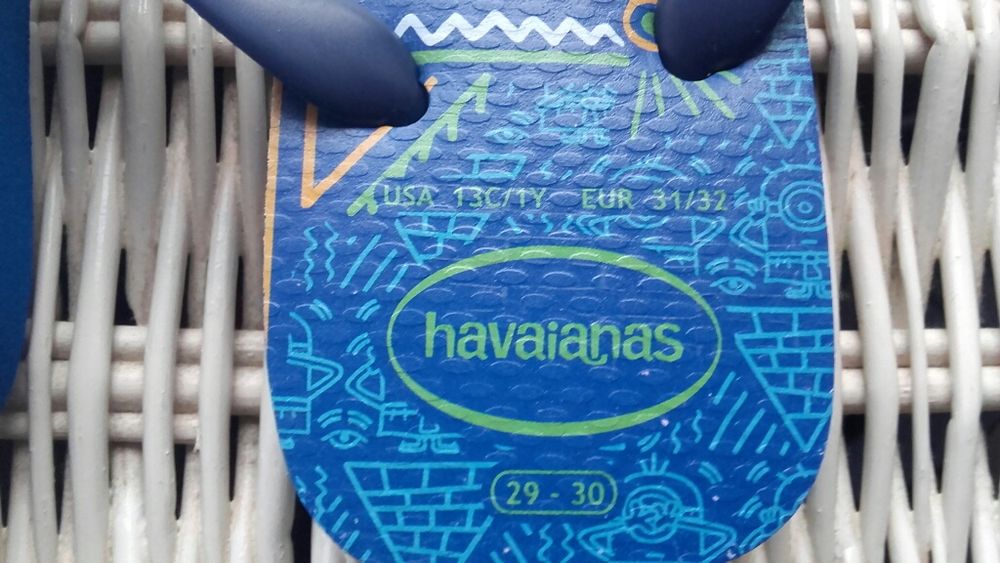 USA 13C/1Y EUR 31/32
havaianas
29 - 30